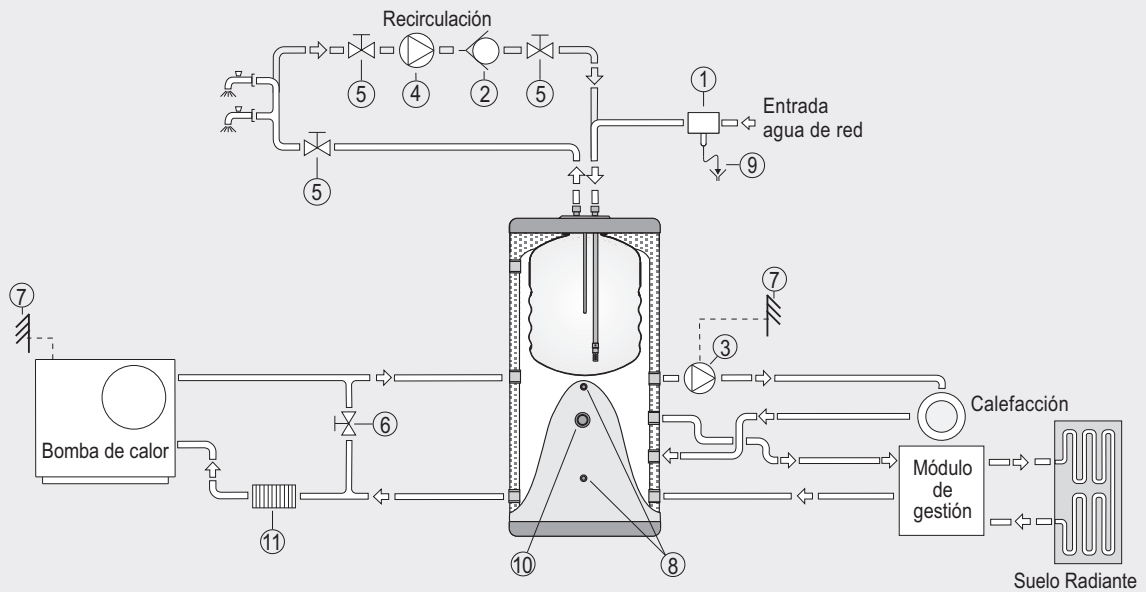 Recirculación
5
4
2
5
1
Entrada
agua de red
9
5
7
7
3
Bomba de calor
6
Calefacción
Módulo
de
gestión
11
10
8
Suelo Radiante